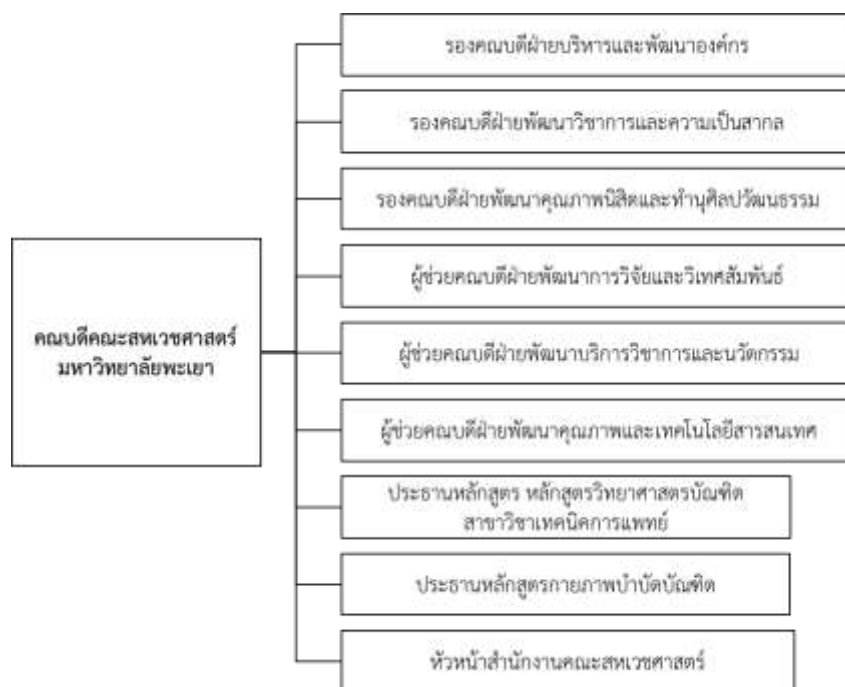 รองคณบดีฝ่ายบริหารและพัฒนาองค์กร
รองคณบดีฝ่ายพัฒนาวิชาการและความเป็นสากล
รองคณบดีฝ่ายพัฒนาคุณภาพนิสิตและทำนุศิลปวัฒนธรรม
ผู้ช่วยคณบดีฝ่ายพัฒนาการวิจัยและวิเทศสัมพันธ์
คณบดีคณะสหเวชศาสตร์
มหาวิทยาลัยพะเยา
ผู้ช่วยคณบดีฝ่ายพัฒนาบริการวิชาการและนวัตกรรม
ผู้ช่วยคณบดีฝ่ายพัฒนาคุณภาพและเทคโนโลยีสารสนเทศ
ประธานหลักสูตร หลักสูตรวิทยาศาสตรบัณฑิต
สาขาวิชาเทคนิคการแพทย์
ประธานหลักสูตรกายภาพบำบัดบัณฑิต
หัวหน้าสำนักงานคณะสหเวชศาสตร์